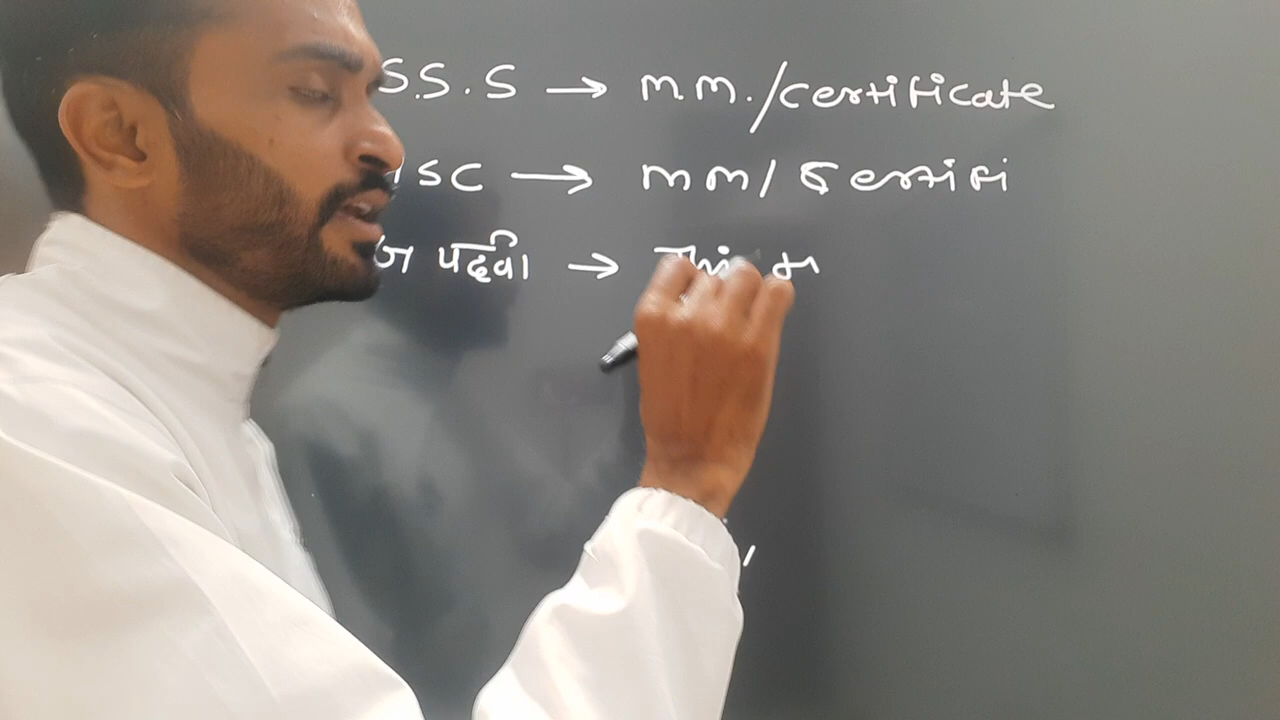 S.S.S → m.m./certificate
SC → mm/ certifi
पदवी →